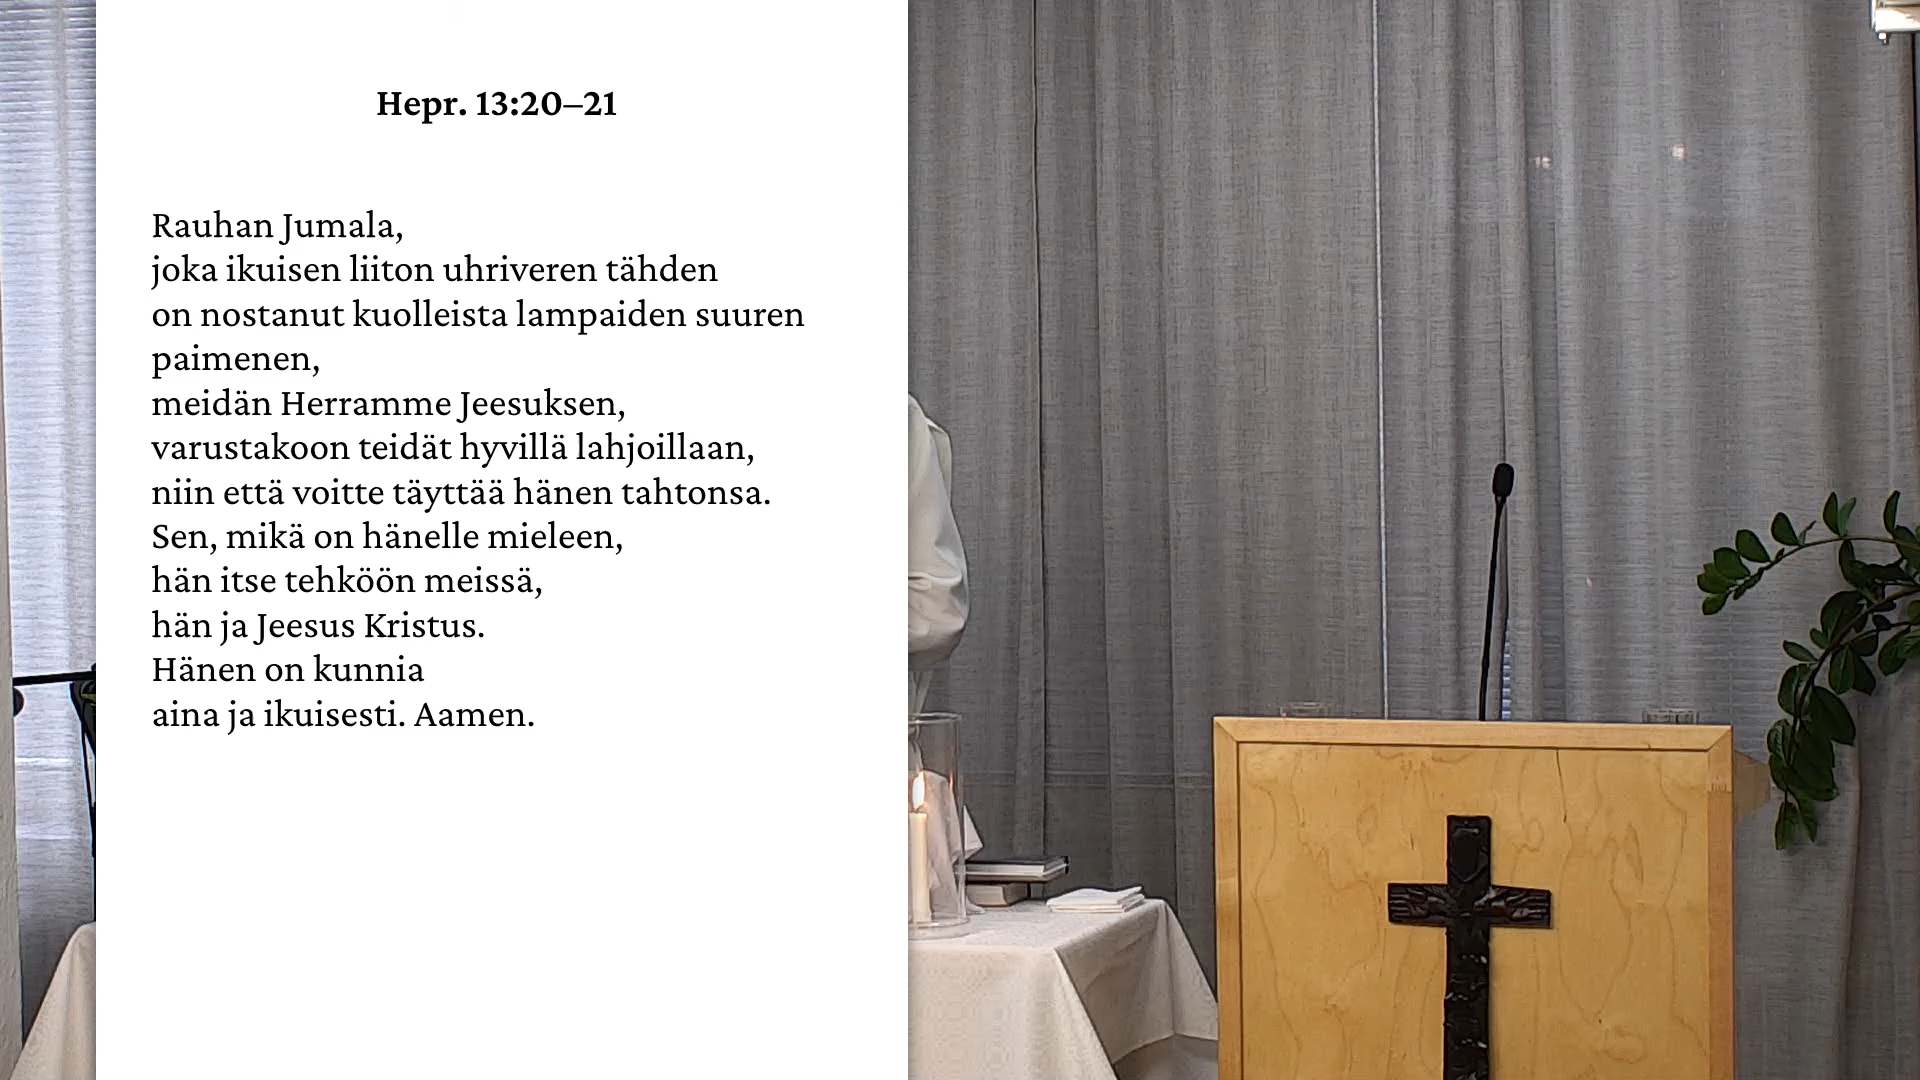 Hepr. 13:20–21
Rauhan Jumala,
joka ikuisen liiton uhriveren tähden
on nostanut kuolleista lampaiden suuren
paimenen,
meidän Herramme Jeesuksen,
varustakoon teidät hyvillä lahjoillaan,
niin että voitte täyttää hänen tahtonsa.
Sen, mikä on hänelle mieleen,
hän itse tehköön meissä,
hän ja Jeesus Kristus.
Hänen on kunnia
aina ja ikuisesti. Aamen.